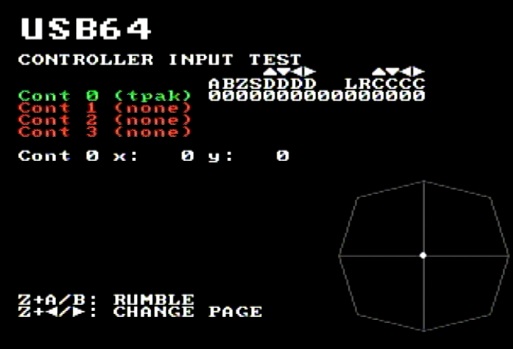 USB64
CONTROLLER INPUT TEST
▲▼◀▶ ▲▼◀▶
ABZSDDDD LRCCCC
Cont 0 (tpak) 0000000000000000
Cont 1 (none)
Cont 2 (none)
Cont 3 (none)
Cont 0 x: 0 y: 0
Z+A/B: RUMBLE
Z+◀/▶: CHANGE PAGE